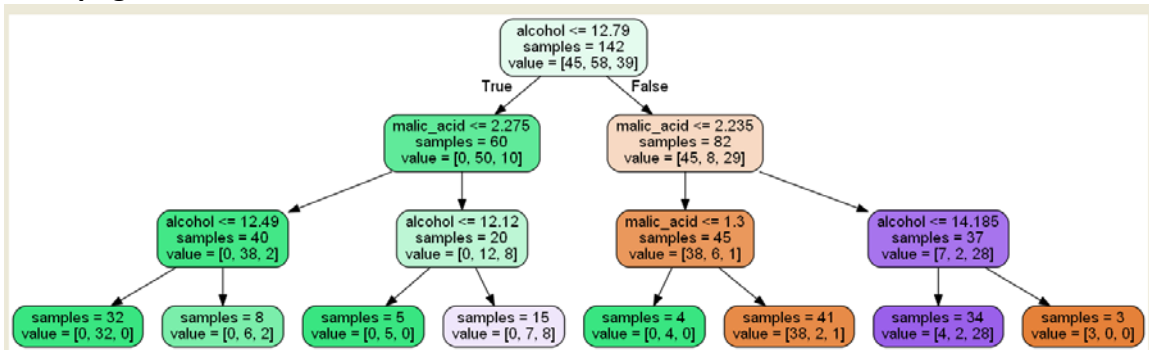 alcohol <= 12.79
samples = 142
value = [45, 58, 39]
True
False
malic_acid <= 2.275
samples = 60
value = [0, 50, 10]
malic_acid <= 2.235
samples = 82
value = [45, 8, 29]
alcohol <= 12.49
samples = 40
value = [0, 38, 2]
alcohol <= 12.12
samples = 20
value = [0, 12, 8]
malic_acid <= 1.3
samples = 45
value = [38, 6, 1]
alcohol <= 14.185
samples = 37
value = [7, 2, 28]
samples = 32
value = [0, 32, 0]
samples = 8
value = [0, 6, 2]
samples = 5
value = [0, 5, 0]
samples = 15
value = [0, 7, 8]
samples = 4
value = [0, 4, 0]
samples = 41
value = [38, 2, 1]
samples = 34
value = [4, 2, 28]
samples = 3
value = [3, 0, 0]